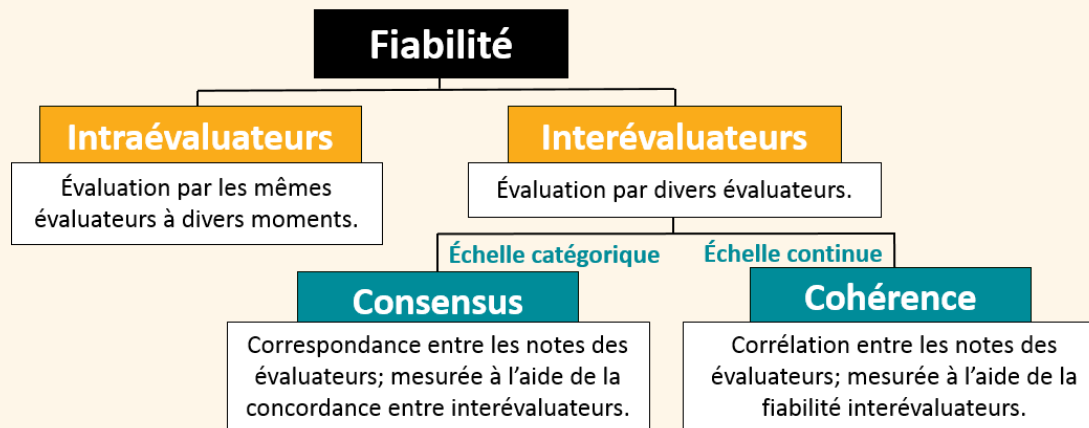 Fiabilité
Intraévaluateurs
Évaluation par les mêmes
évaluateurs à divers moments.
Interévaluateurs
Évaluation par divers évaluateurs.
Échelle catégorique
Échelle continue
Consensus
Correspondance entre les notes des
évaluateurs; mesurée à l'aide de la
concordance entre interévaluateurs.
Cohérence
Corrélation entre les notes des
évaluateurs; mesurée à l'aide de la
fiabilité interévaluateurs.